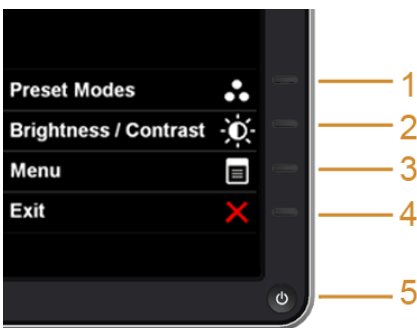 Preset Modes 1
Brightness / Contrast 2
Menu 3
Exit 4
5